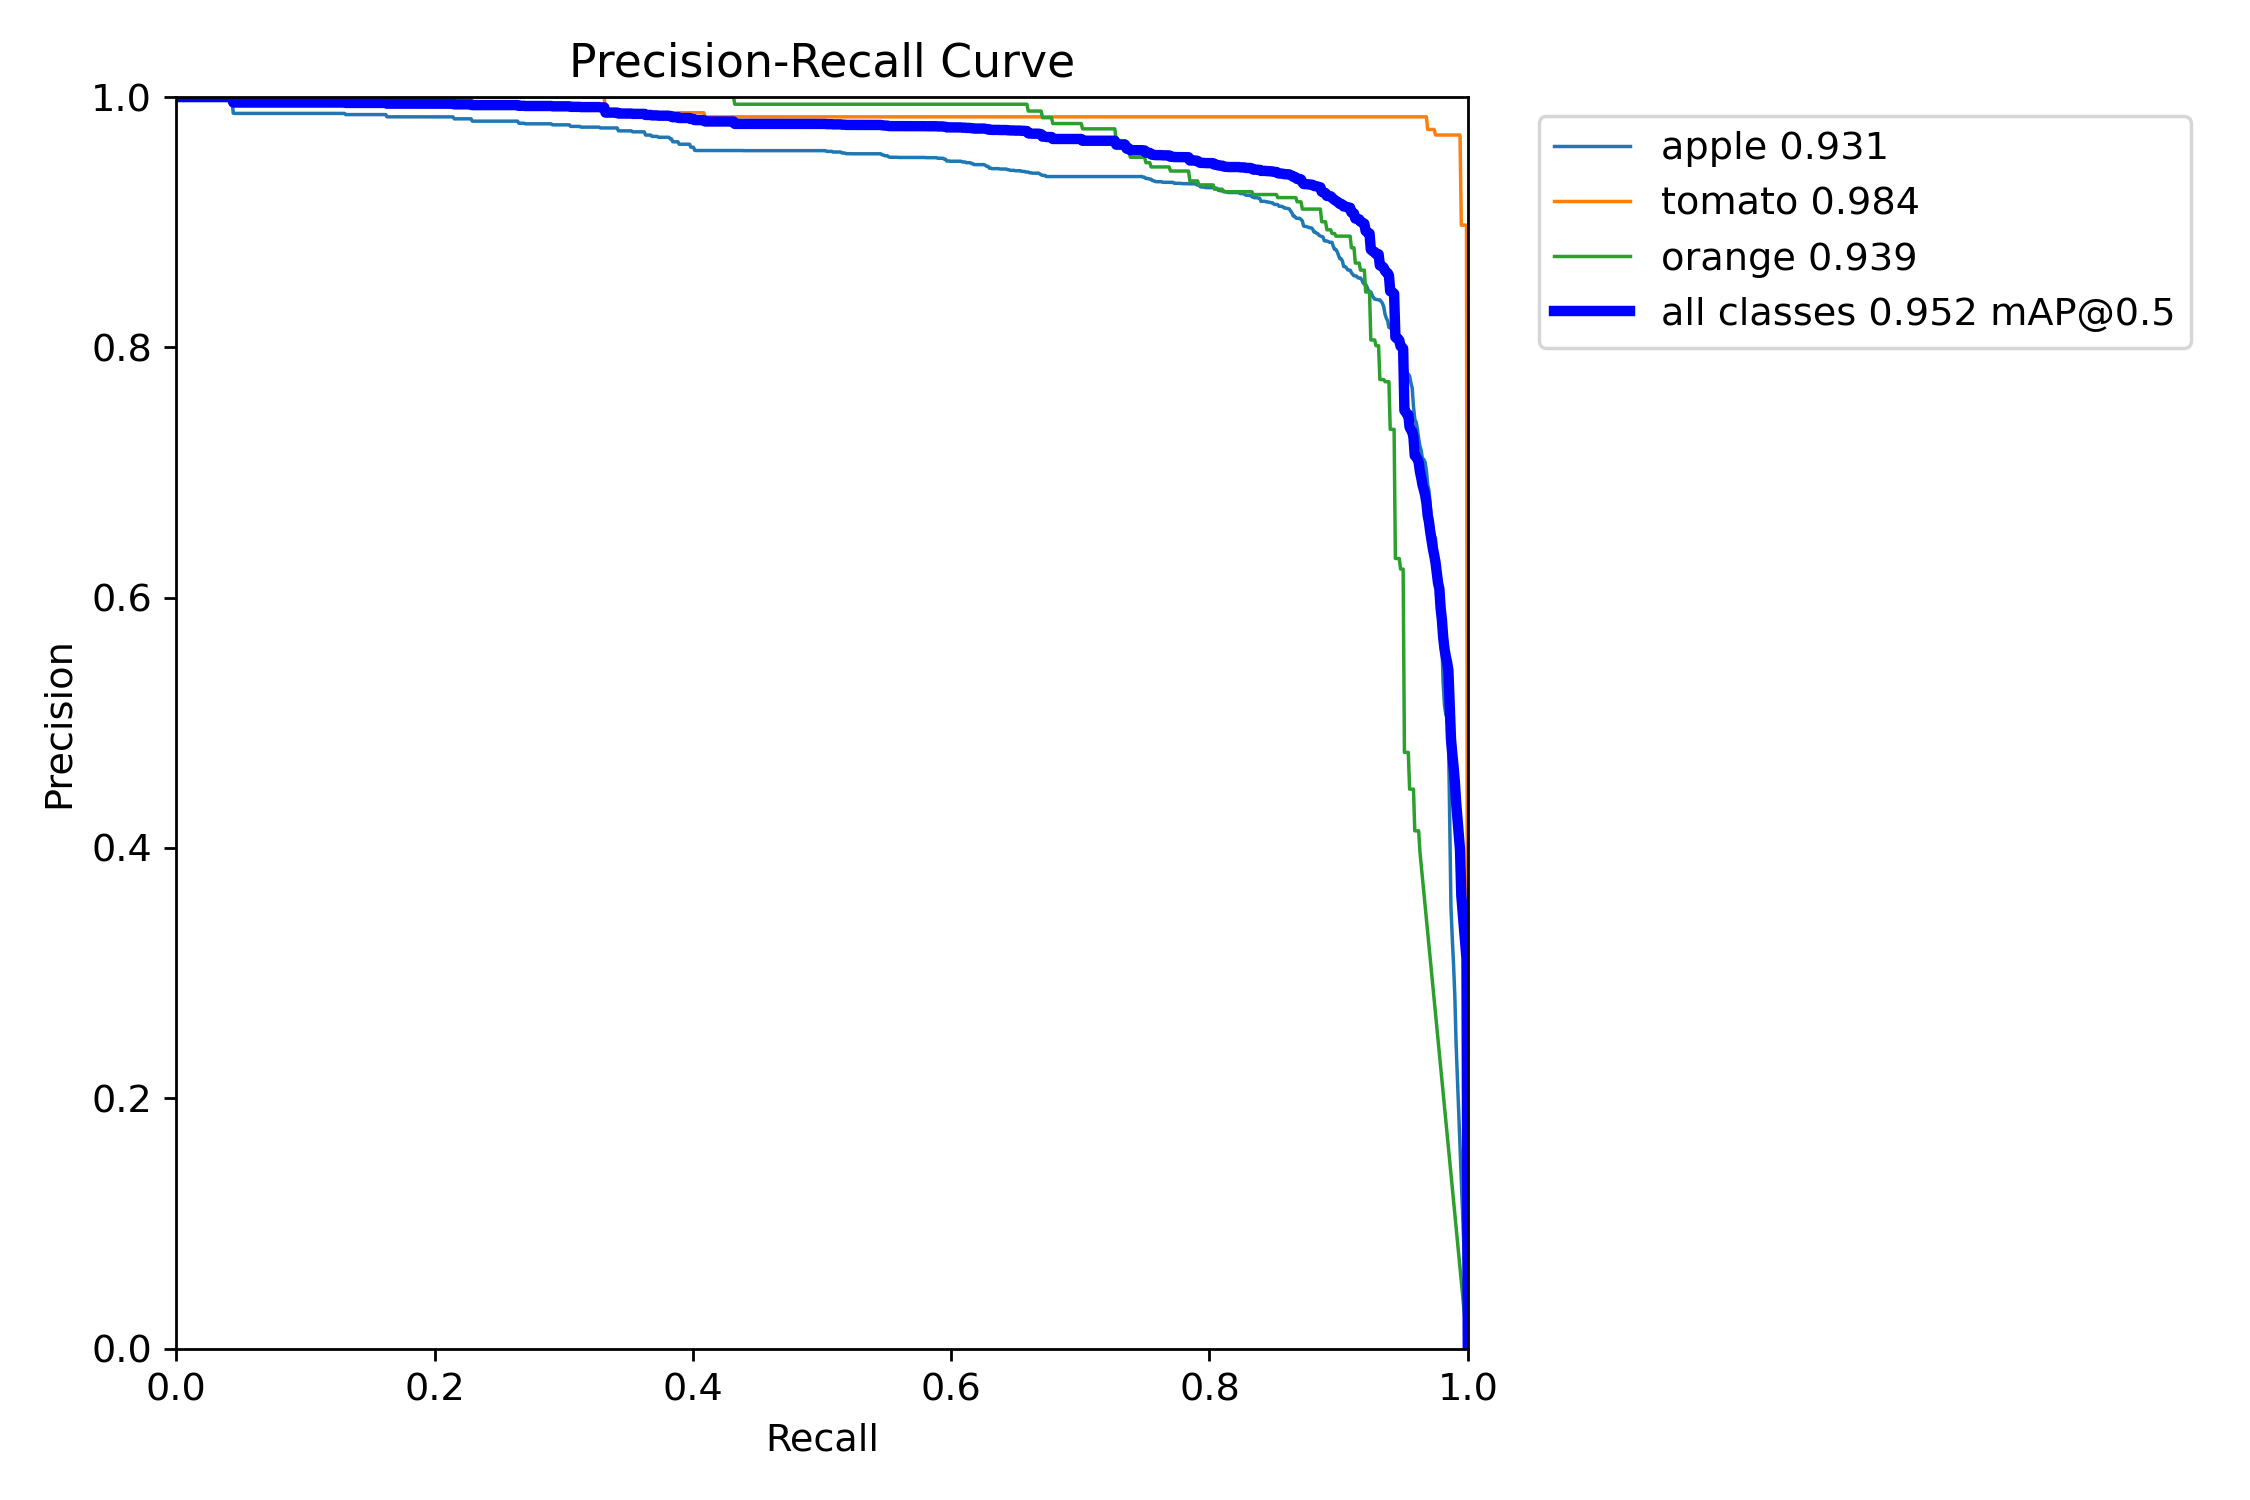 Precision-Recall Curve
1.0
0.8
0.6
0.4
0.2
0.0
Precision
0.0 0.2 0.4 0.6 0.8 1.0
Recall
apple 0.931
tomato 0.984
orange 0.939
all classes 0.952 mAP@0.5